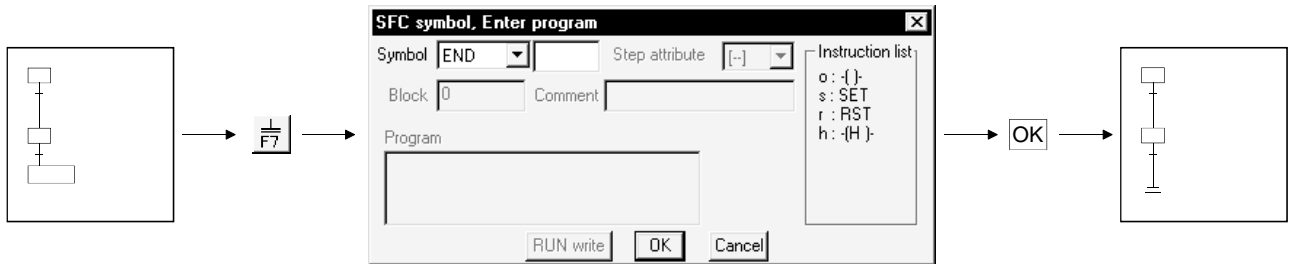 SFC symbol, Enter program
Symbol END Step attribute [--] Instruction list
Block 0 Comment
o : -( )-
s : SET
r : RST
h : -(H )-
Program
F7
OK
RUN write OK Cancel